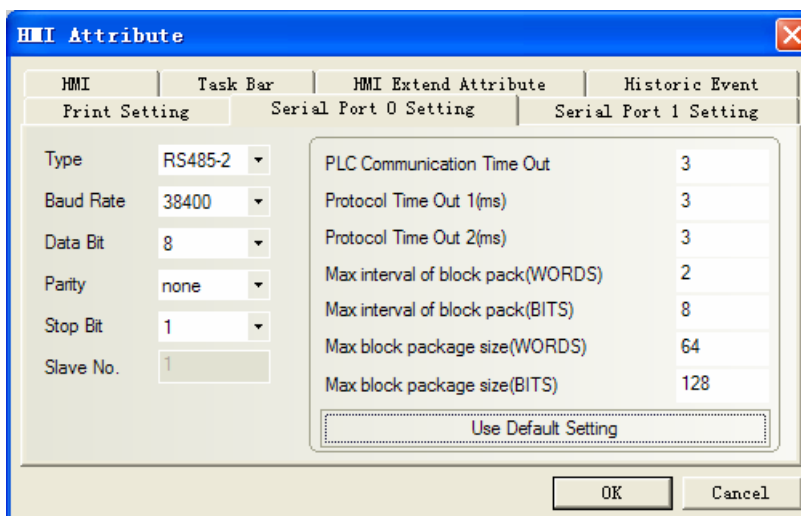 HMI Attribute
HMI Task Bar HMI Extend Attribute Historic Event
Print Setting Serial Port 0 Setting Serial Port 1 Setting
Type RS485-2
Baud Rate 38400
Data Bit 8
Parity none
Stop Bit 1
Slave No. 1
PLC Communication Time Out 3
Protocol Time Out 1(ms) 3
Protocol Time Out 2(ms) 3
Max interval of block pack(WORDS) 2
Max interval of block pack(BITS) 8
Max block package size(WORDS) 64
Max block package size(BITS) 128
Use Default Setting
OK Cancel